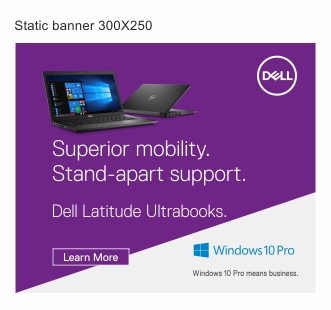 Static banner 300X250
DELL
Superior mobility.
Stand-apart support.
Dell Latitude Ultrabooks.
Learn More
Windows 10 Pro
Windows 10 Pro means business.